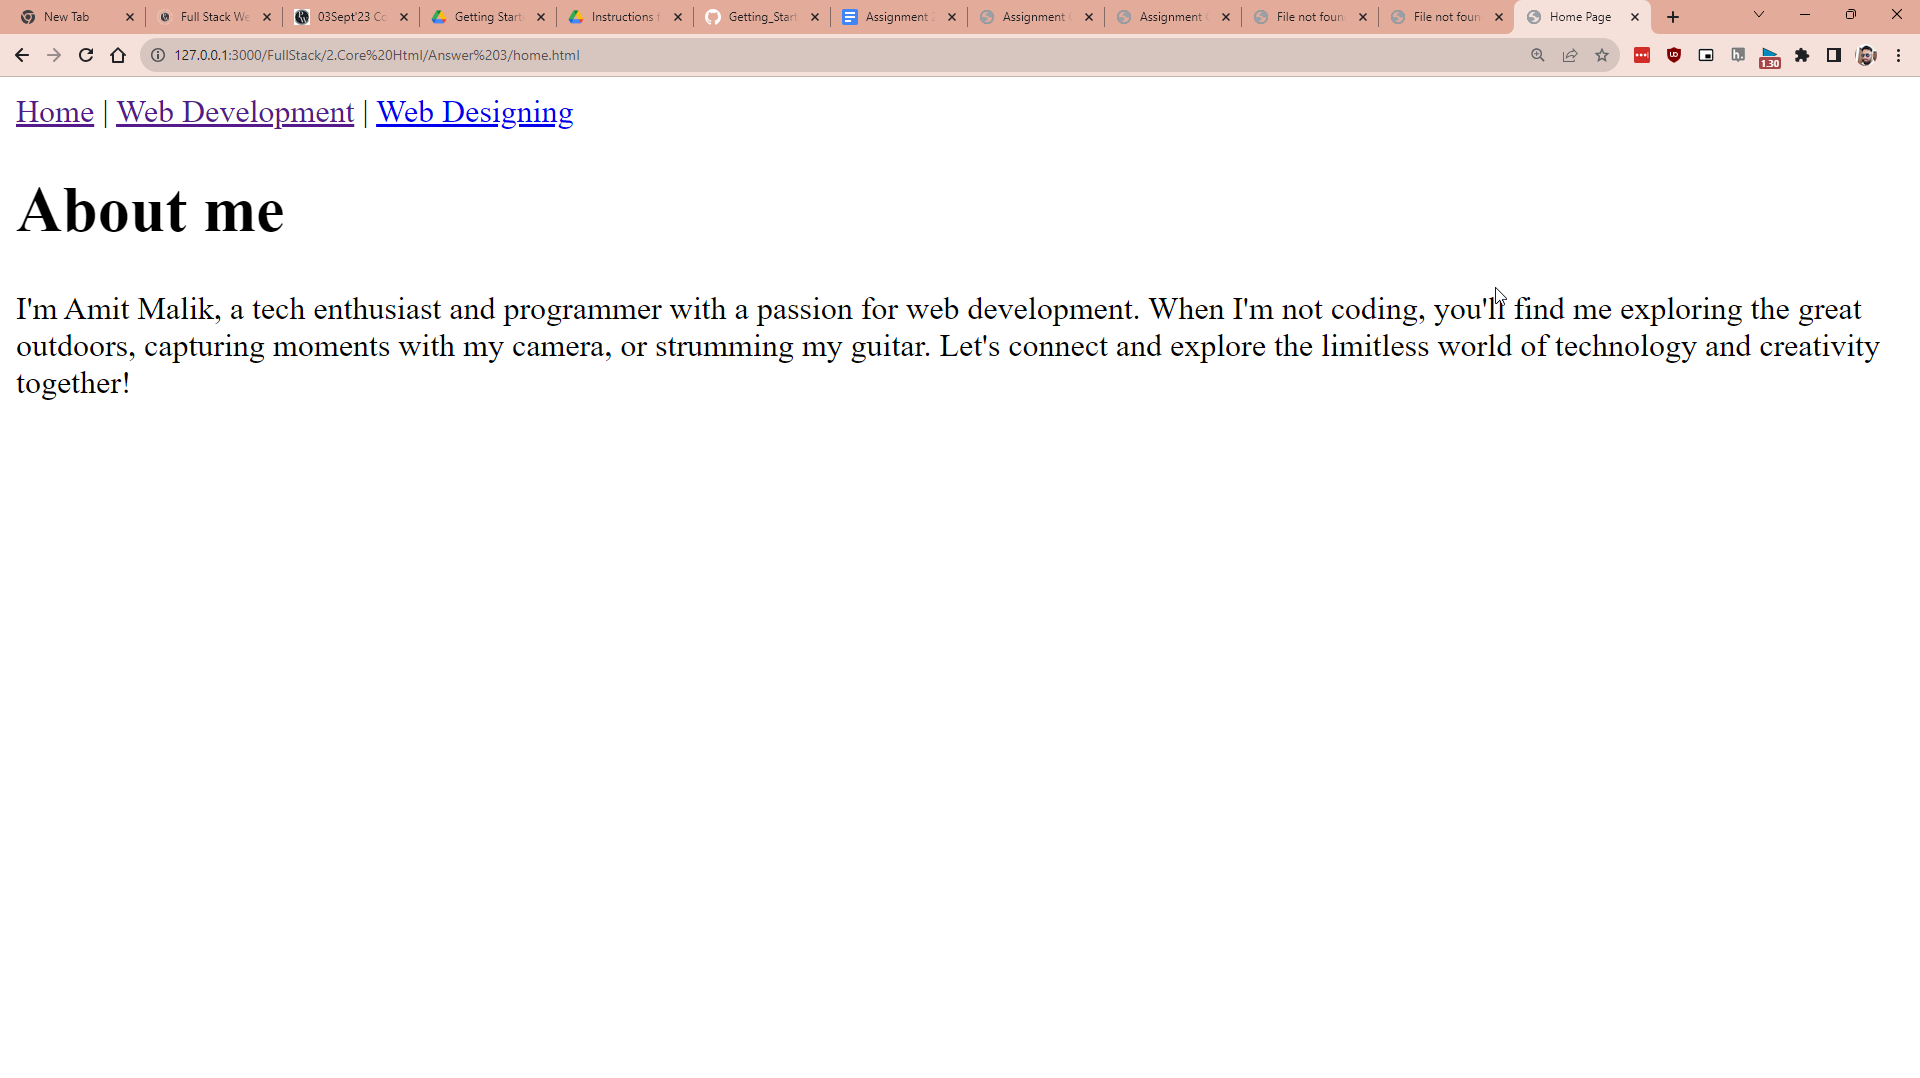 New Tab
Full Stack We
03Sept'23 Co
Getting Start
Instructions f
Getting_Start
Assignment 2
Assignment
Assignment
File not foun
File not foun
Home Page
127.0.0.1:3000/FullStack/2.Core%20Html/Answer%203/home.html
1.30
Home | Web Development | Web Designing
About me
I'm Amit Malik, a tech enthusiast and programmer with a passion for web development. When I'm not coding, you'll find me exploring the great
outdoors, capturing moments with my camera, or strumming my guitar. Let's connect and explore the limitless world of technology and creativity
together!